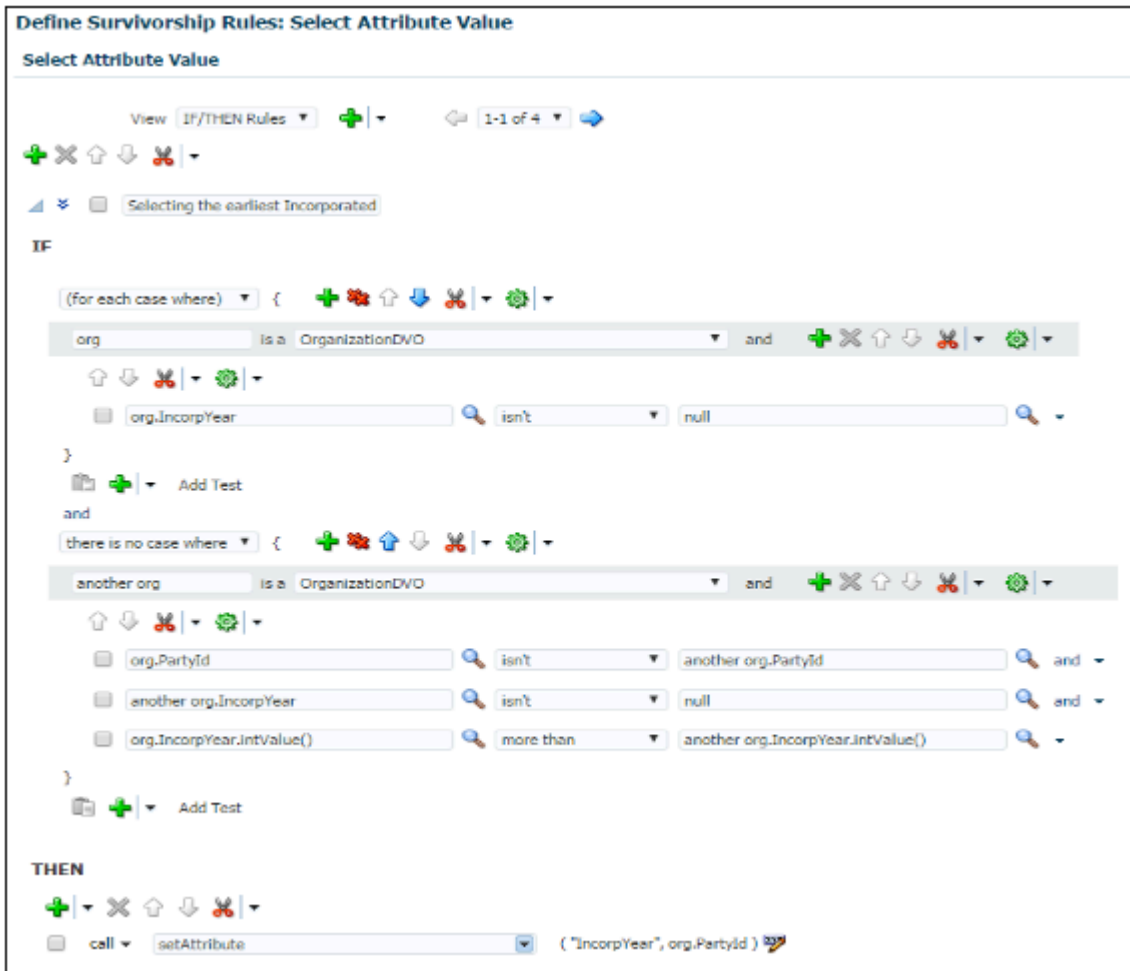 Define Survivorship Rules: Select Attribute Value
Select Attribute Value
View IF/THEN Rules 1-1 of 4
Selecting the earliest Incorporated
IF
(for each case where) {
org is a OrganizationDVO and
org.IncorpYear isn't null
}
Add Test
and
there is no case where {
another org is a OrganizationDVO and
org.PartyId isn't another org.PartyId and
another org.IncorpYear isn't null and
org.IncorpYear.intValue() more than another org.IncorpYear.intValue()
}
Add Test
THEN
call setAttribute ( "IncorpYear", org.PartyId )